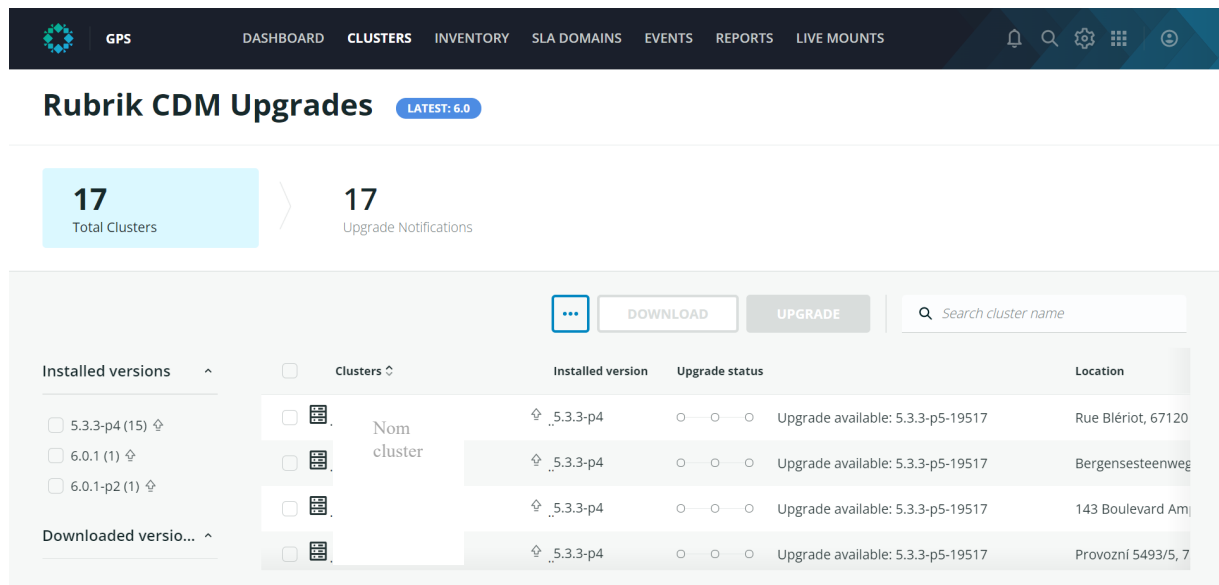 GPS DASHBOARD CLUSTERS INVENTORY SLA DOMAINS EVENTS REPORTS LIVE MOUNTS
Rubrik CDM Upgrades LATEST: 6.0
17
Total Clusters
17
Upgrade Notifications
... DOWNLOAD UPGRADE Search cluster name
Installed versions
5.3.3-p4 (15)
6.0.1 (1)
6.0.1-p2 (1)
Downloaded versio...
Clusters Installed version Upgrade status Location
Nom
cluster
5.3.3-p4 Upgrade available: 5.3.3-p5-19517 Rue Blériot, 67120
5.3.3-p4 Upgrade available: 5.3.3-p5-19517 Bergensesteenweg
5.3.3-p4 Upgrade available: 5.3.3-p5-19517 143 Boulevard Am
5.3.3-p4 Upgrade available: 5.3.3-p5-19517 Provozní 5493/5, 7